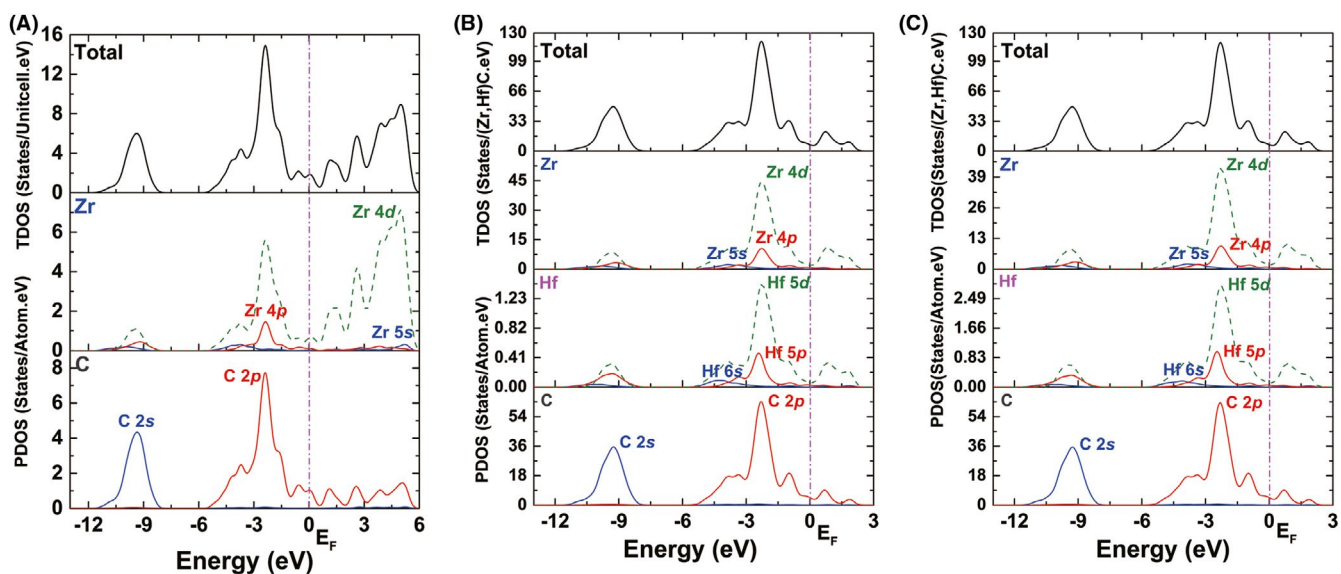 (A)
Total
16
12
8
4
0
TDOS (States/Unitcell.eV)
Zr
Zr 4d
6
4
2
0
Zr 4p
Zr 5s
PDOS (States/Atom.eV)
C
8
6
4
2
0
C 2p
C 2s
-12 -9 -6 -3 0 3 6
E_F
Energy (eV)
(B)
Total
130
99
66
33
0
TDOS (States/(Zr,Hf)C.eV)
Zr
Zr 4d
45
30
15
0
Zr 5s
Zr 4p
Hf
Hf 5d
1.23
0.82
0.41
0.00
Hf 5p
Hf 6s
PDOS (States/Atom.eV)
C
C 2p
54
36
18
0
C 2s
-12 -9 -6 -3 0 3
E_F
Energy (eV)
(C)
Total
130
99
66
33
0
TDOS(States/(Zr,Hf)C.eV)
Zr
Zr 4d
39
26
13
0
Zr 5s
Zr 4p
Hf
Hf 5d
2.49
1.66
0.83
0.00
Hf 5p
Hf 6s
PDOS(States/Atom.eV)
C
C 2p
54
36
18
0
C 2s
-12 -9 -6 -3 0 3
E_F
Energy (eV)